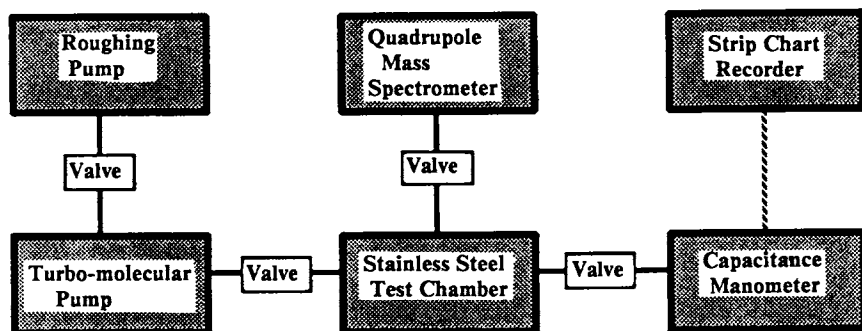 Roughing
Pump
Quadrupole
Mass
Spectrometer
Strip Chart
Recorder
Valve
Valve
Turbo-molecular
Pump
Valve
Stainless Steel
Test Chamber
Valve
Capacitance
Manometer